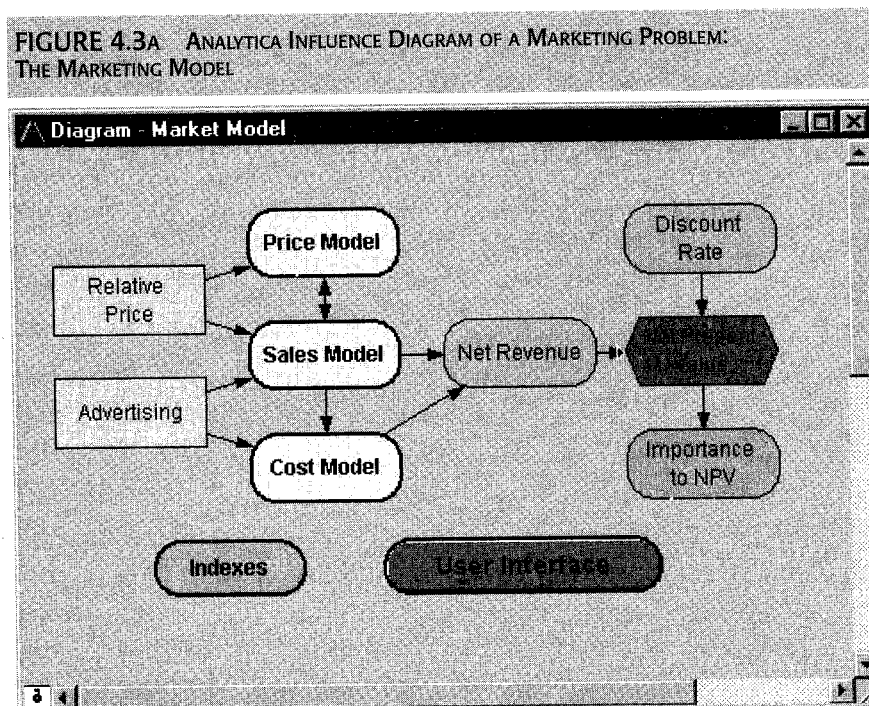 FIGURE 4.3A ANALYTICA INFLUENCE DIAGRAM OF A MARKETING PROBLEM:
THE MARKETING MODEL
Diagram - Market Model
Price Model
Discount
Rate
Relative
Price
Sales Model
Net Revenue
Advertising
Cost Model
Importance
to NPV
Indexes
User Interface